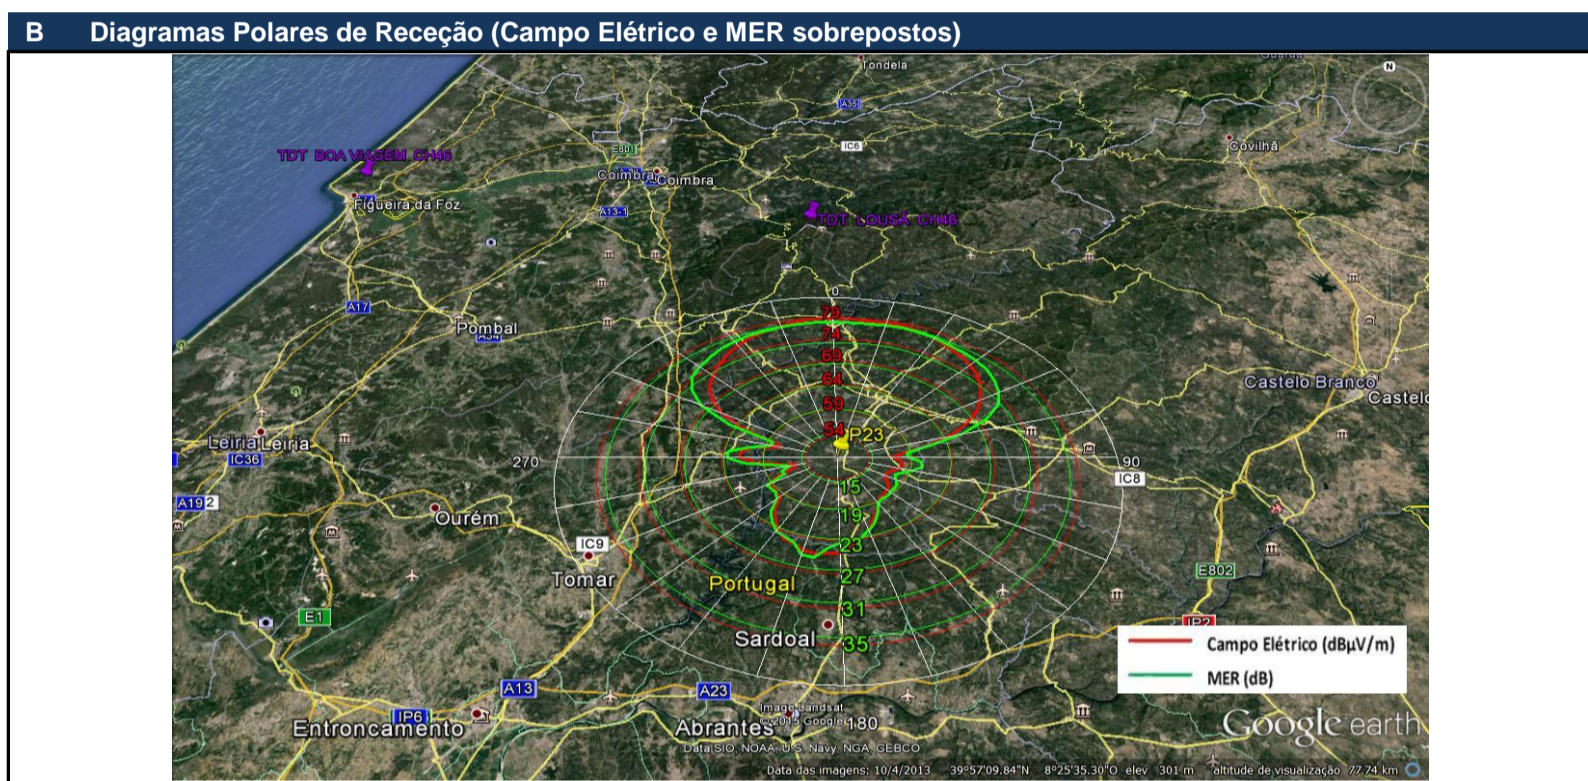 B Diagramas Polares de Receção (Campo Elétrico e MER sobrepostos)
Tondela
Guarda
N
A35
E801
IC6
Covilhã
TDT BOA VIAGEM CH46
Coimbra
Coimbra
Figueira da Foz
A13-1
TDT LOUSÃ CH46
A17
Pombal
0
79
74
69
64
59
54
P23
Castelo Branco
Castelo
Leiria
Leiria
IC36
270
90
IC8
A19
2
15
19
23
27
31
35
Ourém
IC9
Tomar
Portugal
E802
E1
Sardoal
IP2
Campo Elétrico (dBµV/m)
MER (dB)
A13
A23
IP6
Entroncamento
Abrantes
180
Image Landsat
© 2015 Google
Data SIO, NOAA, U.S. Navy, NGA, GEBCO
Google earth
Data das imagens: 10/4/2013 39°57'09.84"N 8°25'35.30"O elev 301 m altitude de visualização 77.74 km